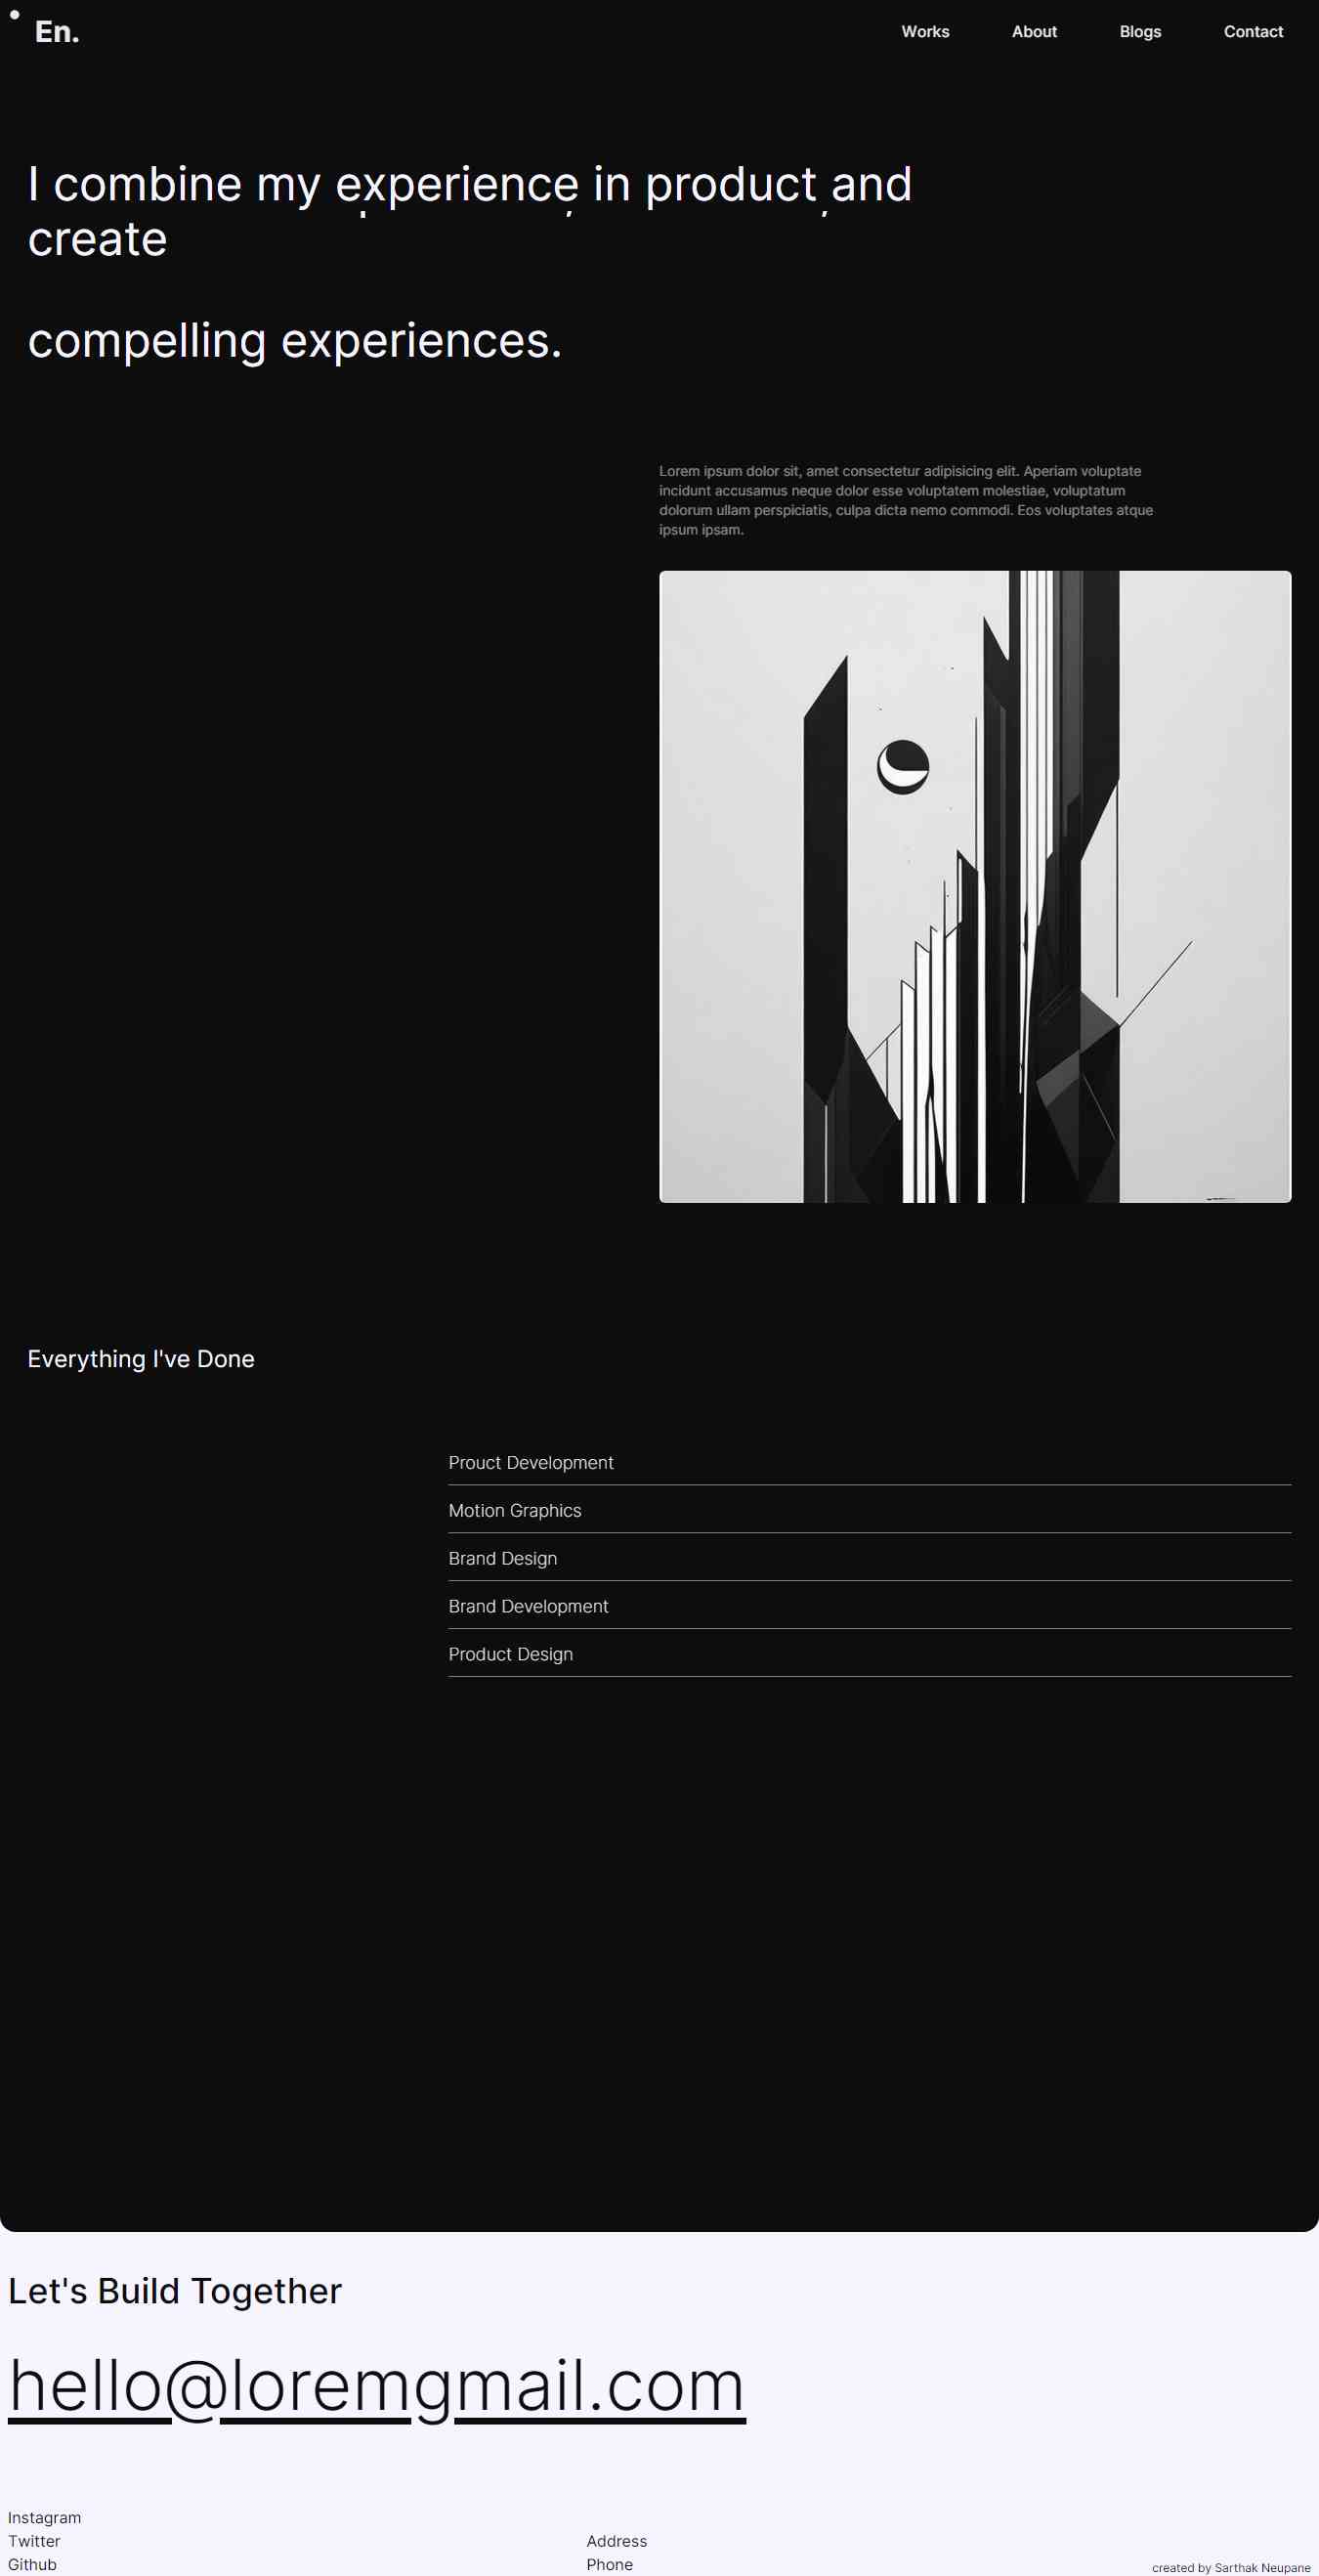 En.
Works
About
Blogs
Contact
I combine my experience in product and
create
compelling experiences.
Lorem ipsum dolor sit, amet consectetur adipisicing elit. Aperiam voluptate
incidunt accusamus neque dolor esse voluptatem molestiae, voluptatum
dolorum ullam perspiciatis, culpa dicta nemo commodi. Eos voluptates atque
ipsum ipsam.
Everything I've Done
Prouct Development
Motion Graphics
Brand Design
Brand Development
Product Design
Let's Build Together
hello@loremgmail.com
Instagram
Twitter
Github
Address
Phone
created by Sarthak Neupane